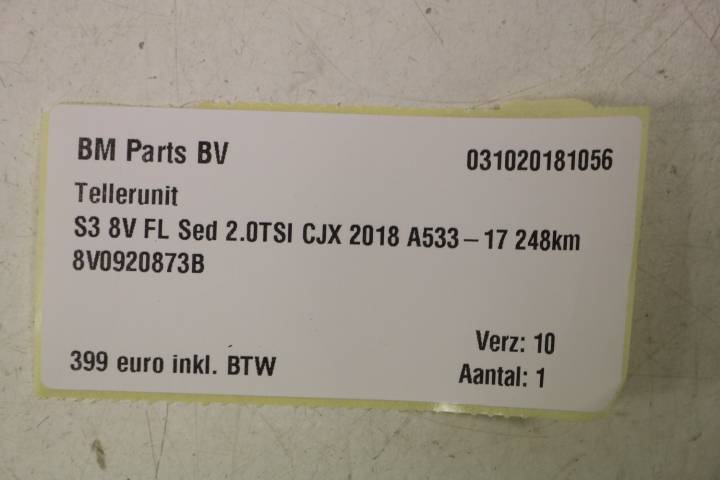 BM Parts BV 031020181056
Tellerunit
S3 8V FL Sed 2.0TSI CJX 2018 A533-17 248km
8V0920873B
Verz: 10
399 euro inkl. BTW
Aantal: 1